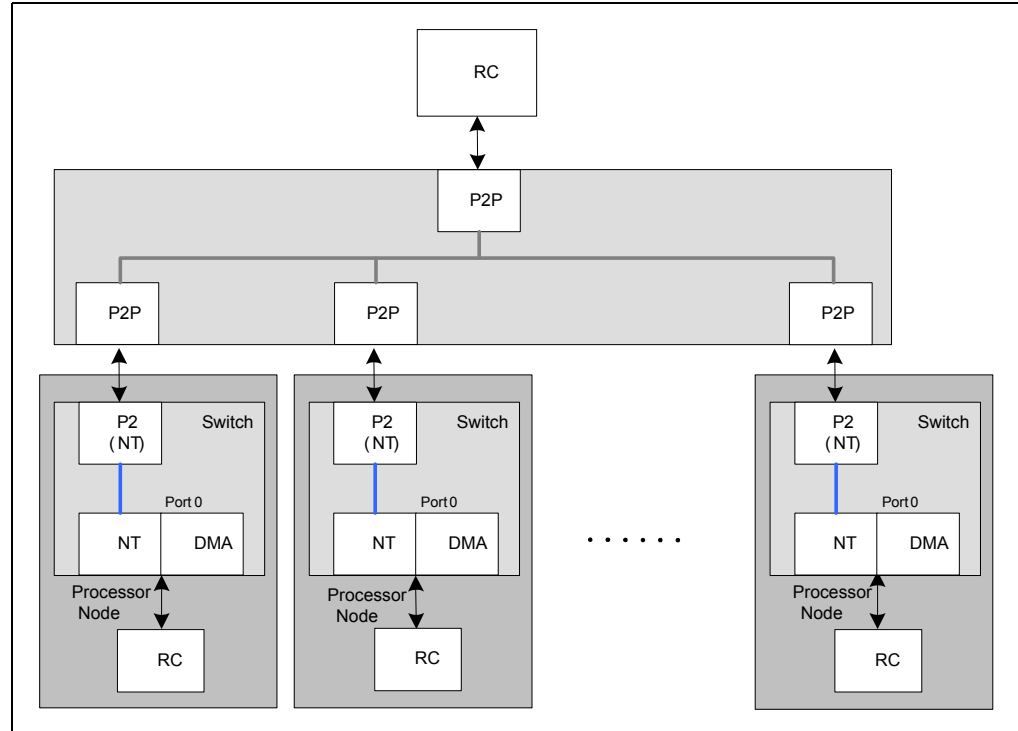 RC
P2P
P2P
P2P
P2P
P2
(NT)
Switch
Port 0
NT
DMA
Processor
Node
RC
P2
(NT)
Switch
Port 0
NT
DMA
Processor
Node
RC
. . . . . .
P2
(NT)
Switch
Port 0
NT
DMA
Processor
Node
RC